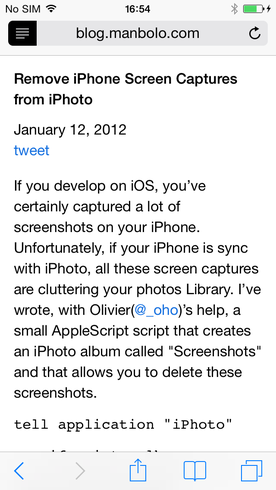 No SIM 16:54
blog.manbolo.com
Remove iPhone Screen Captures
from iPhoto
January 12, 2012
tweet
If you develop on iOS, you’ve
certainly captured a lot of
screenshots on your iPhone.
Unfortunately, if your iPhone is sync
with iPhoto, all these screen captures
are cluttering your photos Library. I’ve
wrote, with Olivier(@_oho)’s help, a
small AppleScript script that creates
an iPhoto album called "Screenshots"
and that allows you to delete these
screenshots.
tell application "iPhoto"